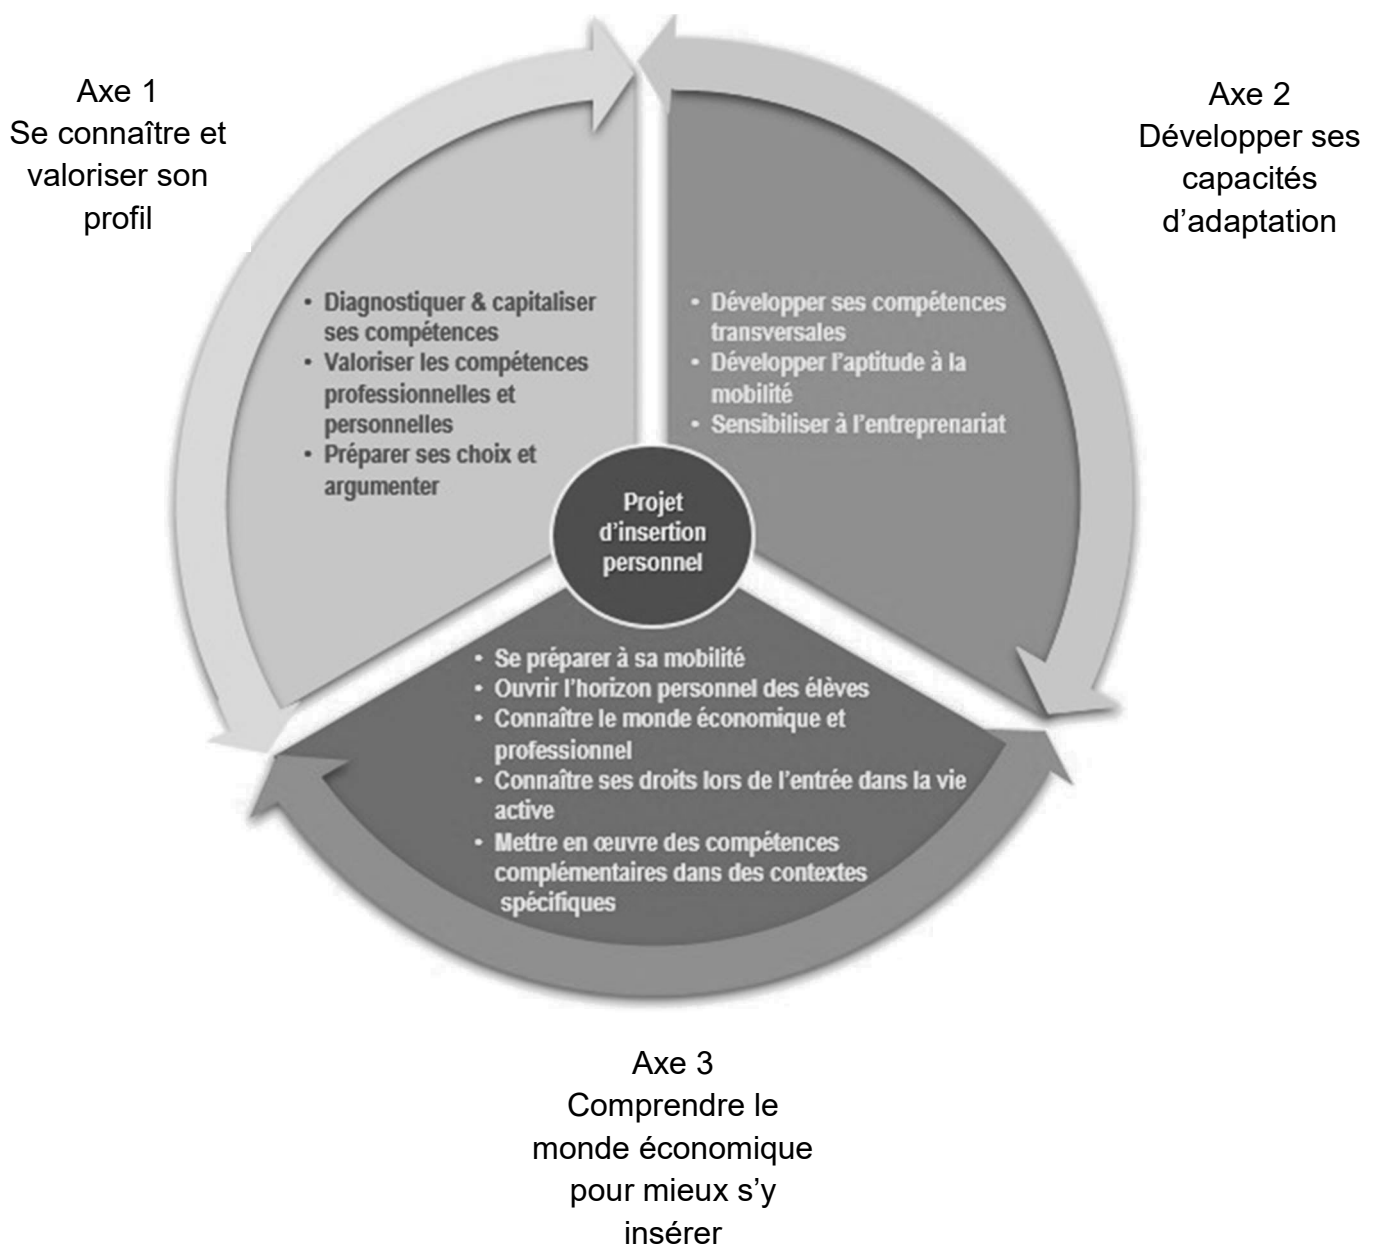 Axe 1
Se connaître et
valoriser son
profil
Axe 2
Développer ses
capacités
d’adaptation
• Diagnostiquer & capitaliser
ses compétences
• Valoriser les compétences
professionnelles et
personnelles
• Préparer ses choix et
argumenter
• Développer ses compétences
transversales
• Développer l’aptitude à la
mobilité
• Sensibiliser à l’entreprenariat
Projet
d’insertion
personnel
• Se préparer à sa mobilité
• Ouvrir l’horizon personnel des élèves
• Connaître le monde économique et
professionnel
• Connaître ses droits lors de l’entrée dans la vie
active
• Mettre en œuvre des compétences
complémentaires dans des contextes
spécifiques
Axe 3
Comprendre le
monde économique
pour mieux s’y
insérer